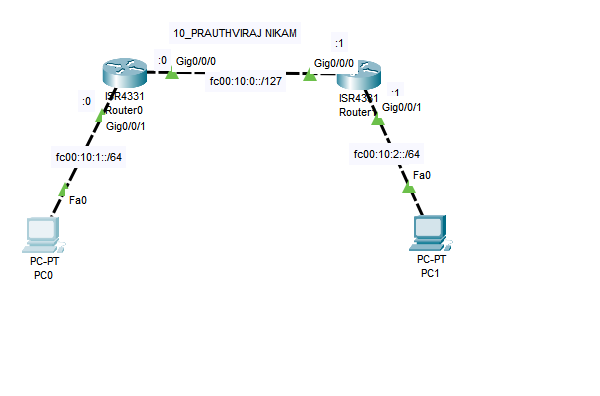 10_PRAUTHVIRAJ NIKAM
:1
:0
Gig0/0/0
Gig0/0/0
fc00:10:0::/127
:0
ISR4331
Router0
Gig0/0/1
ISR4331
Router1
:1
Gig0/0/1
fc00:10:1::/64
fc00:10:2::/64
Fa0
Fa0
PC-PT
PC0
PC-PT
PC1